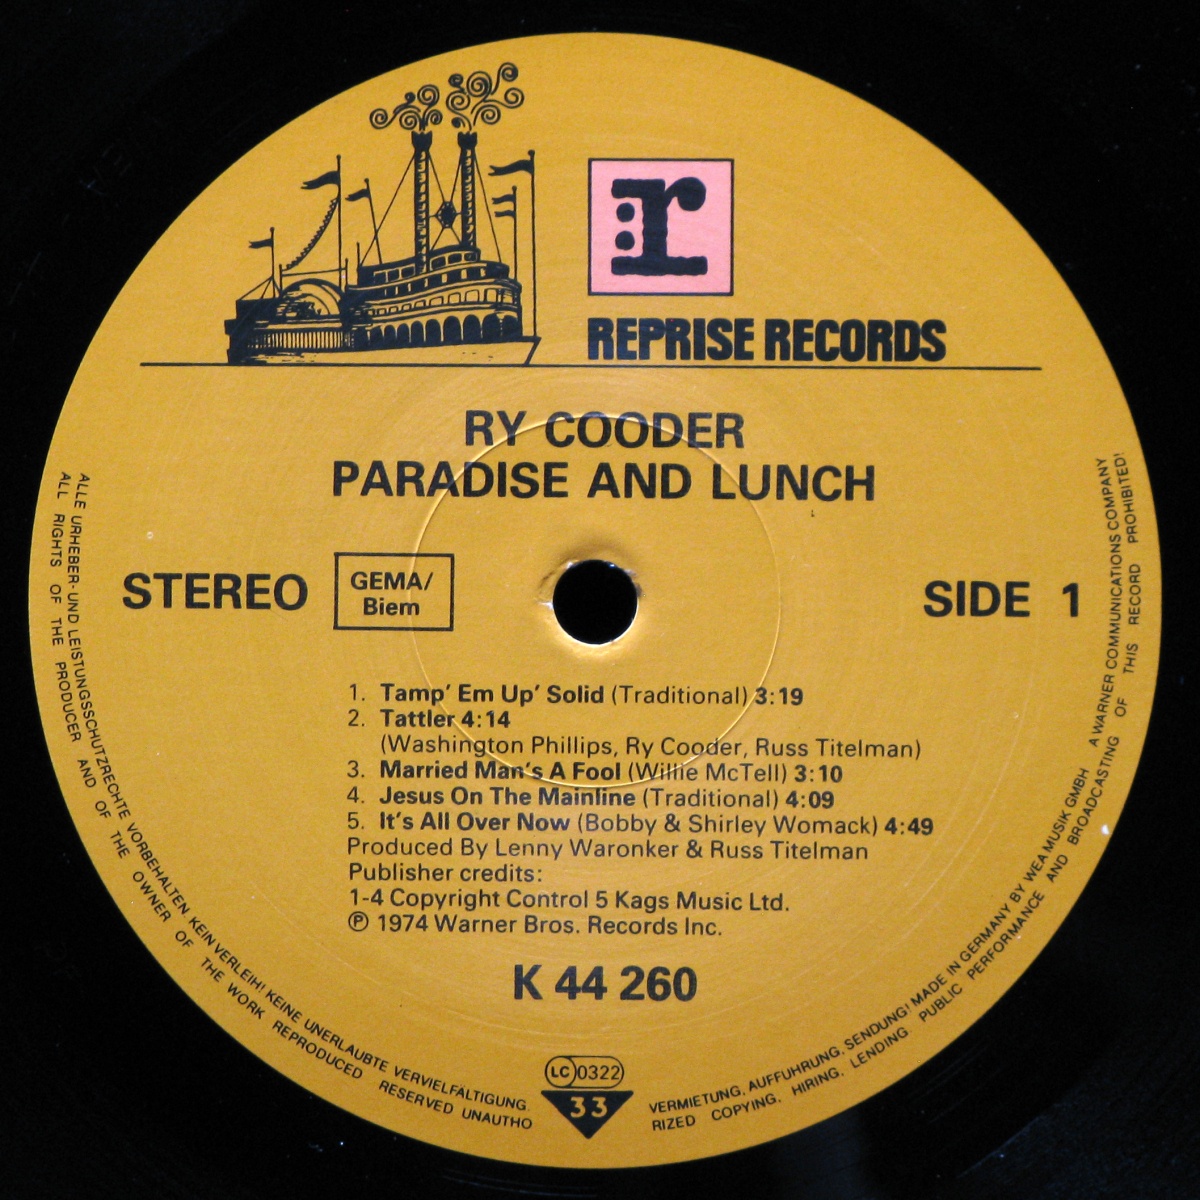 r
REPRISE RECORDS
RY COODER
PARADISE AND LUNCH
STEREO
GEMA/
Biem
SIDE 1
1. Tamp' Em Up' Solid (Traditional) 3:19
2. Tattler 4:14
(Washington Phillips, Ry Cooder, Russ Titelman)
3. Married Man's A Fool (Willie McTell) 3:10
4. Jesus On The Mainline (Traditional) 4:09
5. It's All Over Now (Bobby & Shirley Womack) 4:49
Produced By Lenny Waronker & Russ Titelman
Publisher credits:
1-4 Copyright Control 5 Kags Music Ltd.
Ⓟ 1974 Warner Bros. Records Inc.
K 44 260
LC 0322
33
ALLE URHEBER- UND LEISTUNGSSCHUTZRECHTE VORBEHALTEN KEIN VERLEIH! KEINE UNERLAUBTE VERVIELFÄLTIGUNG. VERMIETUNG, AUFFUHRUNG, SENDUNG! MADE IN GERMANY BY WEA MUSIK GMBH A WARNER COMMUNICATIONS COMPANY
ALL RIGHTS OF THE PRODUCER AND OF THE OWNER OF THE WORK REPRODUCED RESERVED UNAUTHORIZED COPYING, HIRING, LENDING PUBLIC PERFORMANCE AND BROADCASTING OF THIS RECORD PROHIBITED!